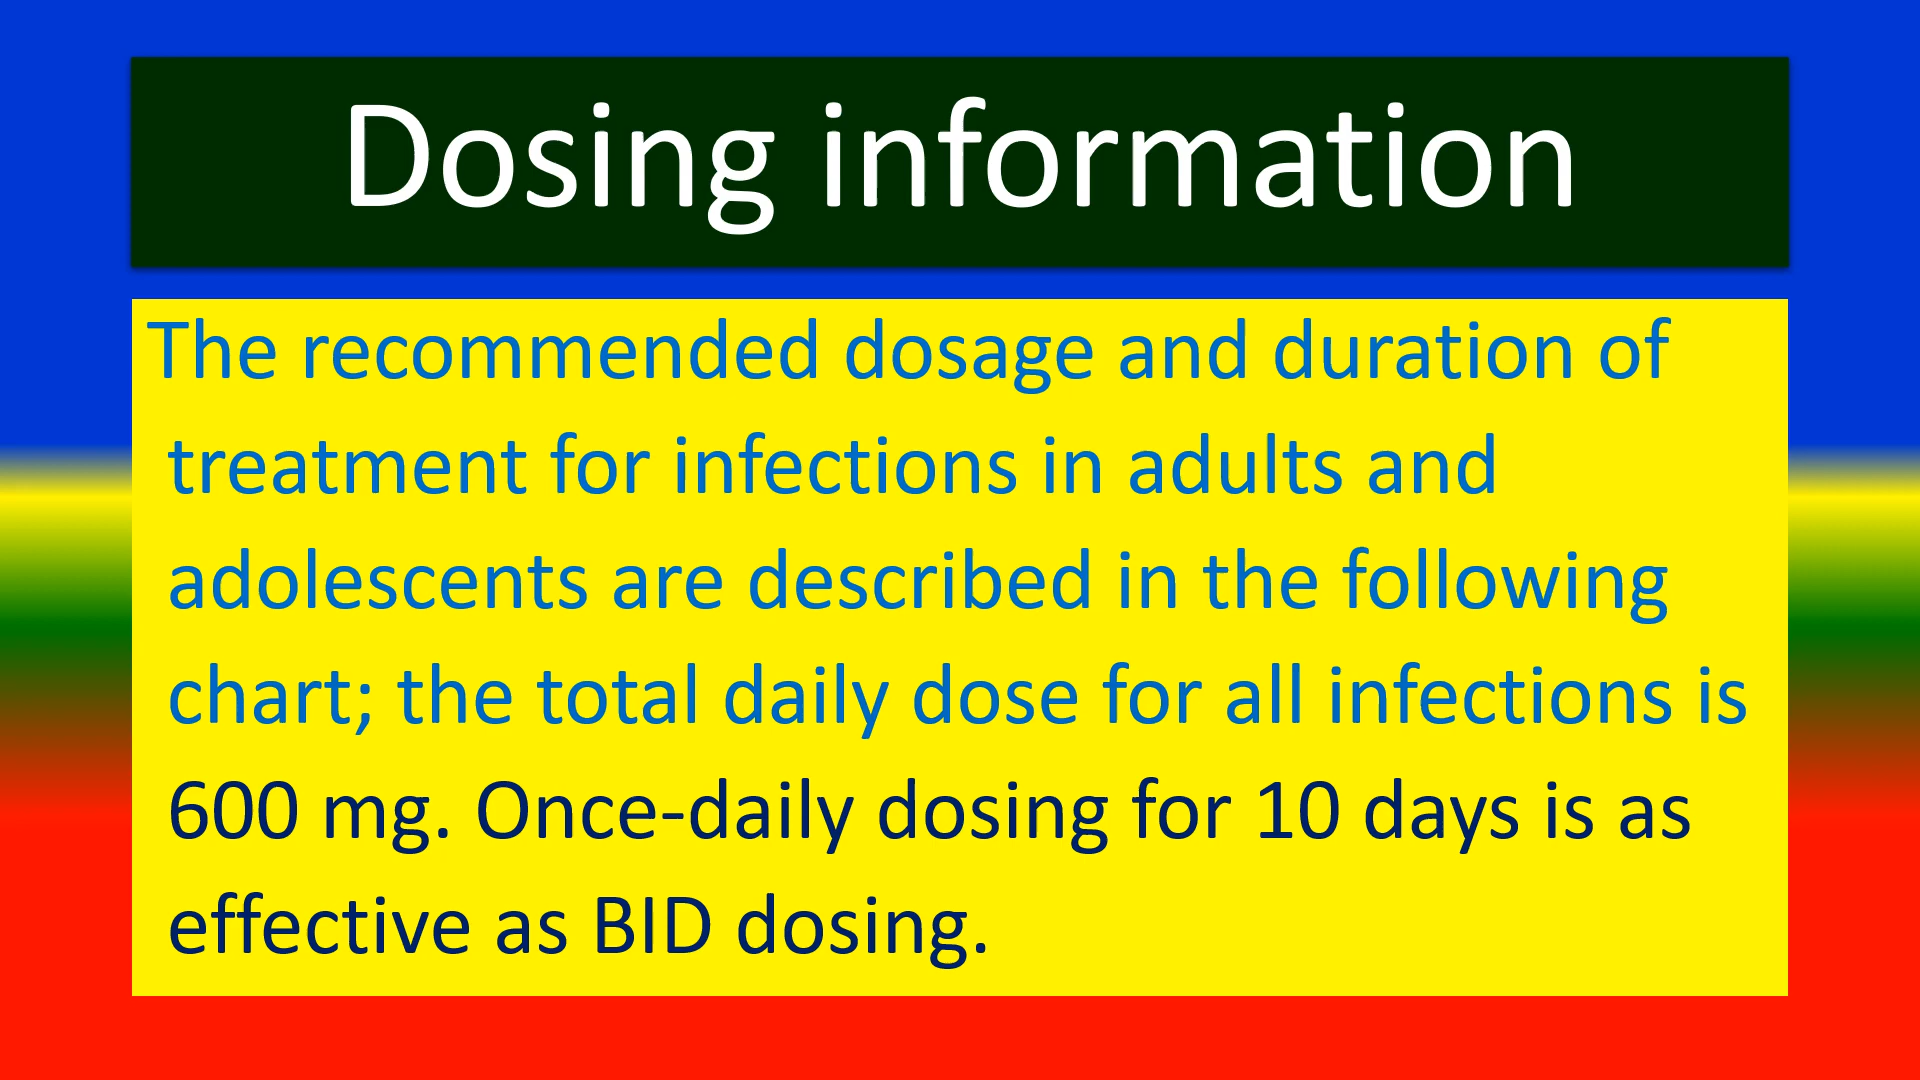 Dosing information
The recommended dosage and duration of
treatment for infections in adults and
adolescents are described in the following
chart; the total daily dose for all infections is
600 mg. Once-daily dosing for 10 days is as
effective as BID dosing.